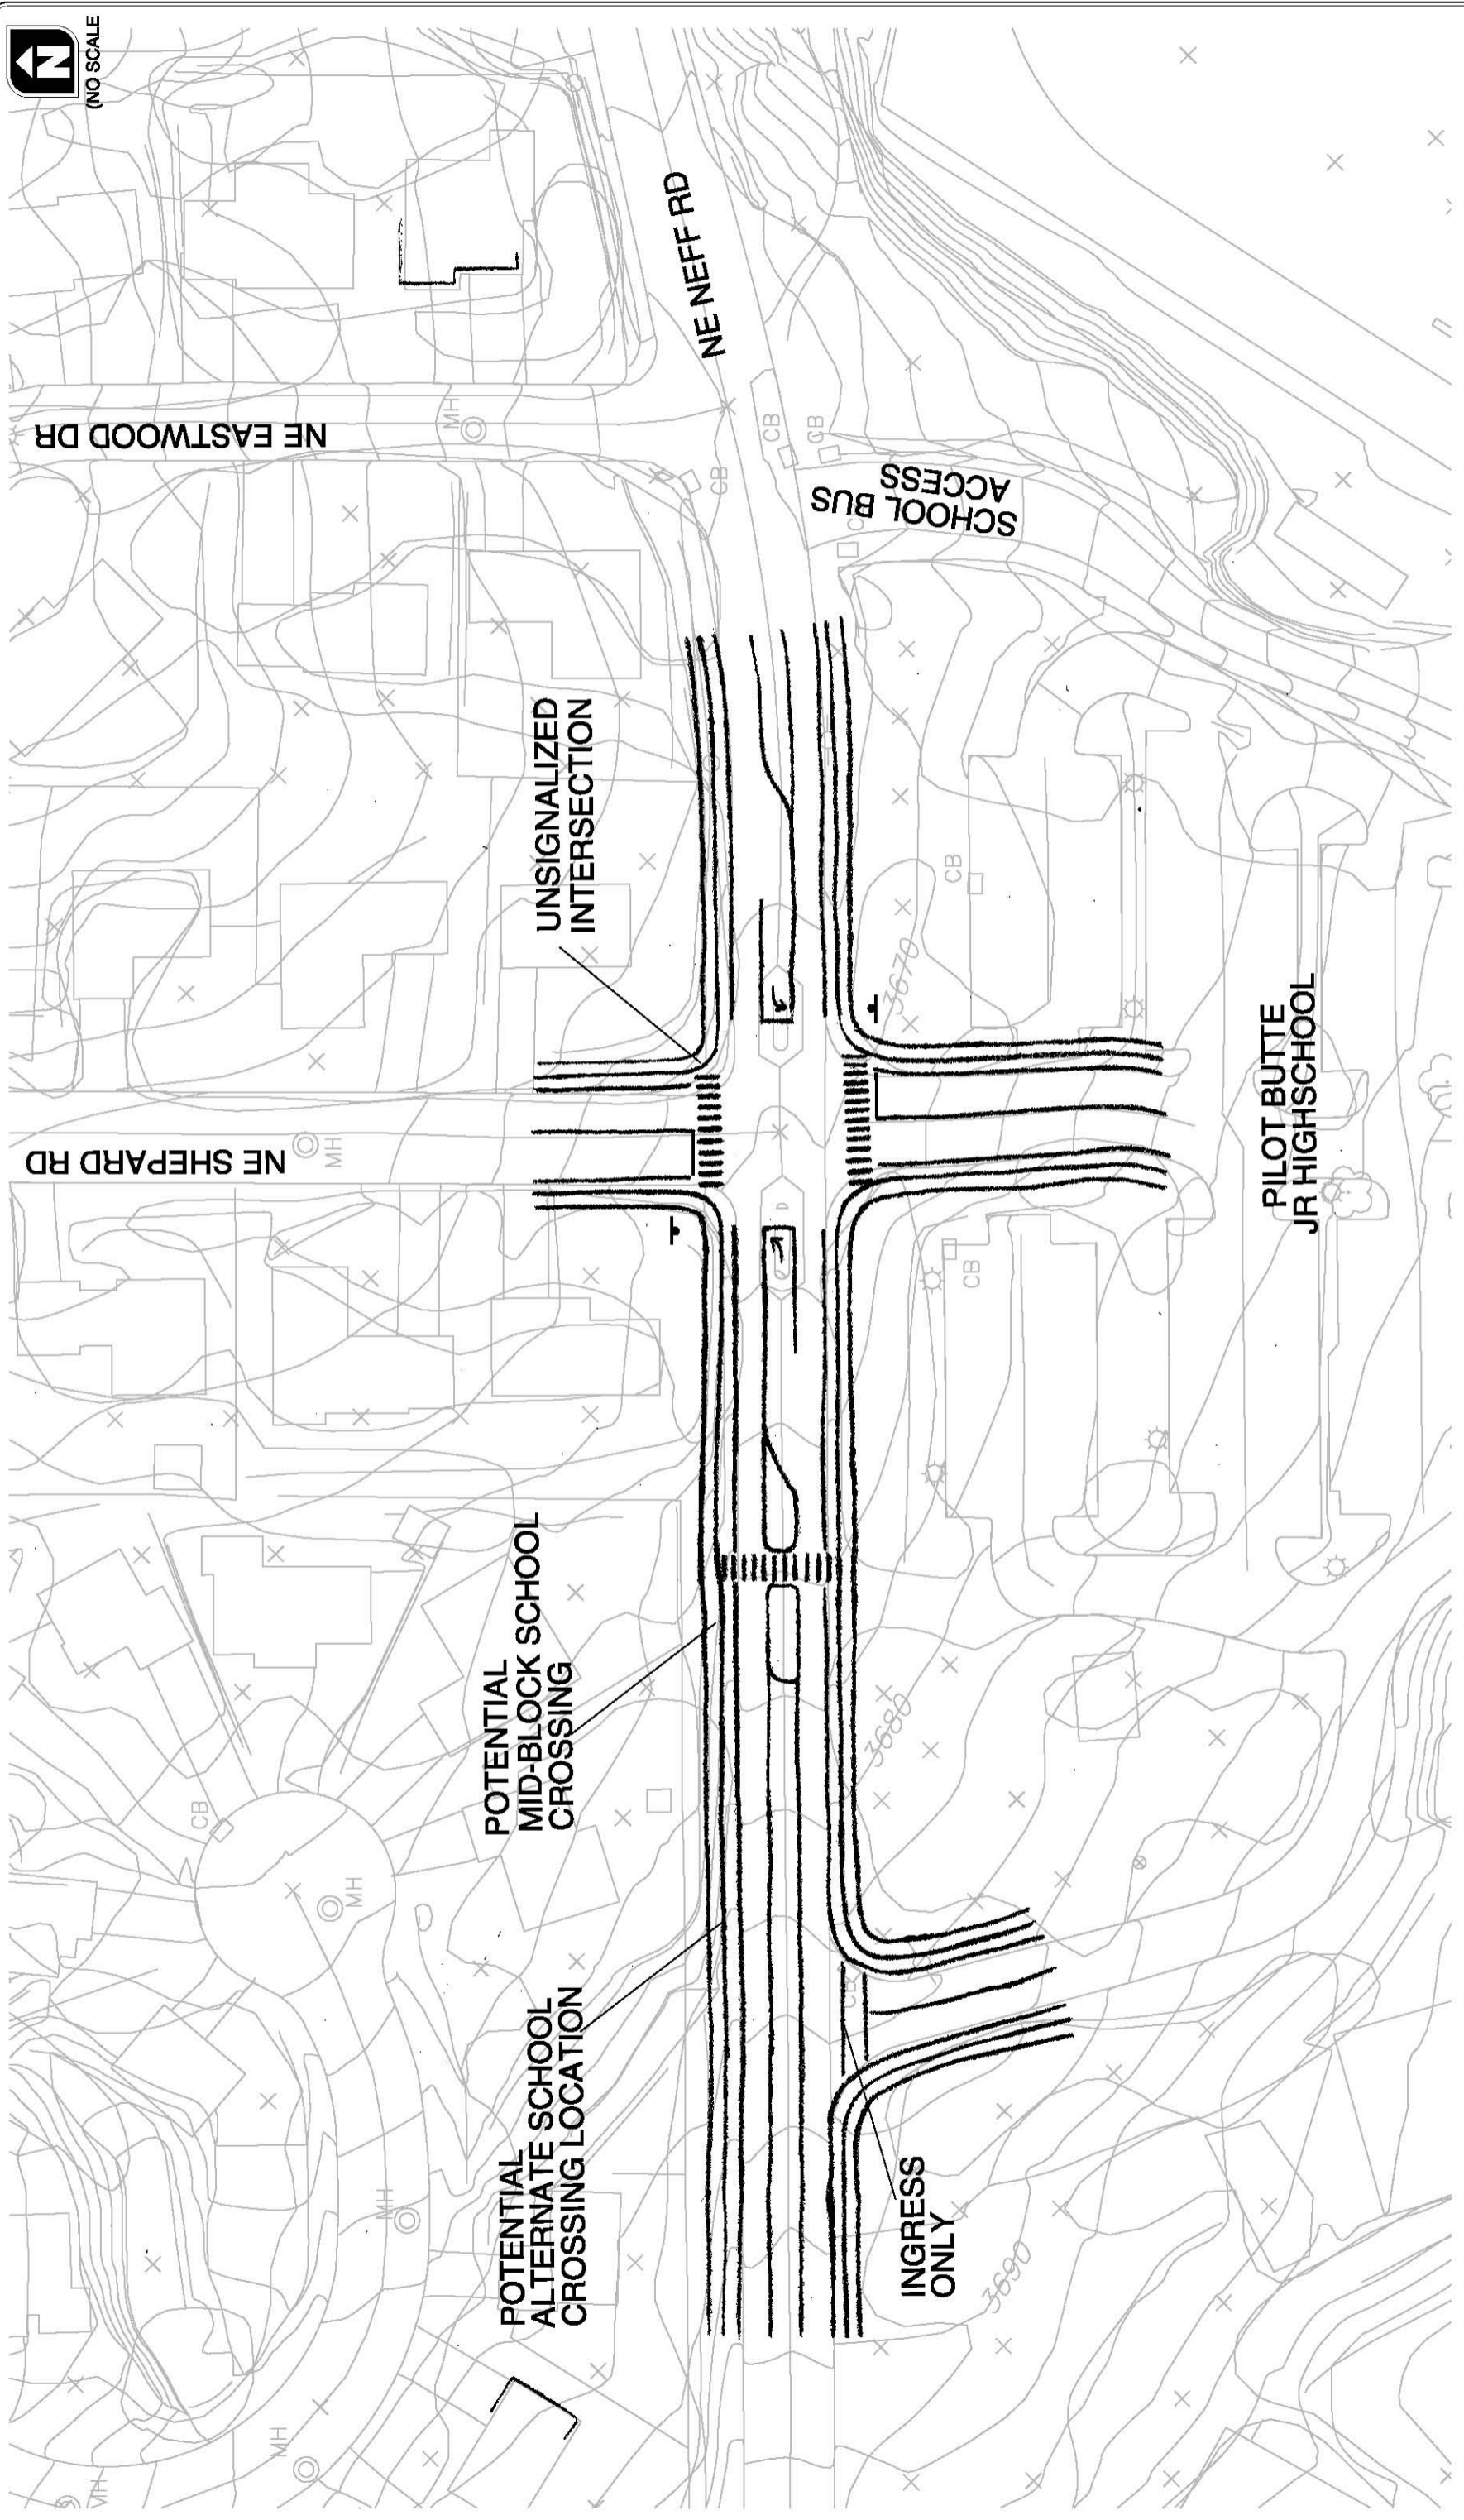 N
(NO SCALE
NE NEFF RD
NE EASTWOOD DR
MH
CB
CB
CB
SCHOOL BUS
ACCESS
UNSIGNALIZED
INTERSECTION
CB
3670
NE SHEPARD RD
MH
PILOT BUTTE
JR HIGHSCHOOL
CB
POTENTIAL
MID-BLOCK SCHOOL
CROSSING
3680
CB
MH
POTENTIAL
ALTERNATE SCHOOL
CROSSING LOCATION
MH
INGRESS
ONLY
3690
MH
MH